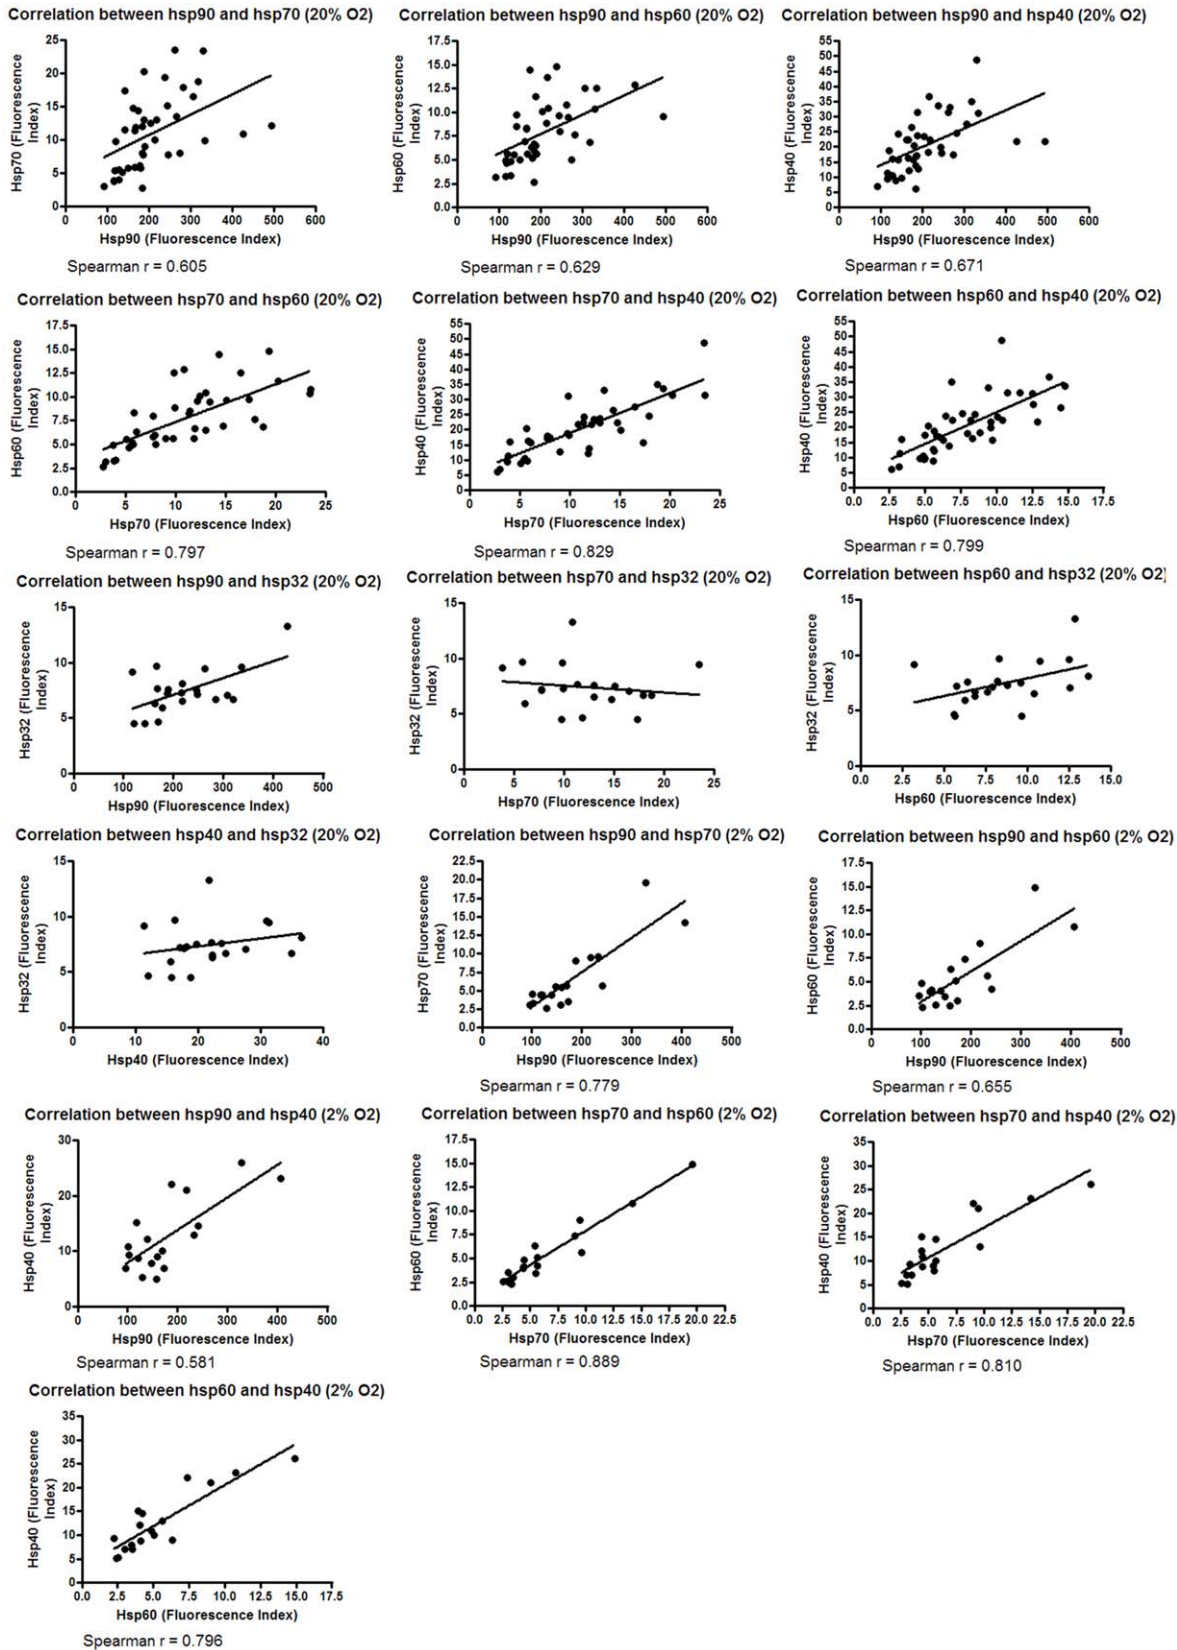 Correlation between hsp90 and hsp70 (20% O2)
Hsp70 (Fluorescence
Index)
25
20
15
10
5
0
0 100 200 300 400 500 600
Hsp90 (Fluorescence Index)
Spearman r = 0.605
Correlation between hsp90 and hsp60 (20% O2)
Hsp60 (Fluorescence
Index)
17.5
15.0
12.5
10.0
7.5
5.0
2.5
0.0
0 100 200 300 400 500 600
Hsp90 (Fluorescence Index)
Spearman r = 0.629
Correlation between hsp90 and hsp40 (20% O2)
Hsp40 (Fluorescence
Index)
55
50
45
40
35
30
25
20
15
10
5
0
0 100 200 300 400 500 600
Hsp90 (Fluorescence Index)
Spearman r = 0.671
Correlation between hsp70 and hsp60 (20% O2)
Hsp60 (Fluorescence
Index)
17.5
15.0
12.5
10.0
7.5
5.0
2.5
0.0
0 5 10 15 20 25
Hsp70 (Fluorescence Index)
Spearman r = 0.797
Correlation between hsp70 and hsp40 (20% O2)
Hsp40 (Fluorescence
Index)
55
50
45
40
35
30
25
20
15
10
5
0
0 5 10 15 20 25
Hsp70 (Fluorescence Index)
Spearman r = 0.829
Correlation between hsp60 and hsp40 (20% O2)
Hsp40 (Fluorescence
Index)
55
50
45
40
35
30
25
20
15
10
5
0
0.0 2.5 5.0 7.5 10.0 12.5 15.0 17.5
Hsp60 (Fluorescence Index)
Spearman r = 0.799
Correlation between hsp90 and hsp32 (20% O2)
Hsp32 (Fluorescence
Index)
15
10
5
0
0 100 200 300 400 500
Hsp90 (Fluorescence Index)
Correlation between hsp70 and hsp32 (20% O2)
Hsp32 (Fluorescence
Index)
15
10
5
0
0 5 10 15 20 25
Hsp70 (Fluorescence Index)
Correlation between hsp60 and hsp32 (20% O2)
Hsp32 (Fluorescence
Index)
15
10
5
0
0.0 2.5 5.0 7.5 10.0 12.5 15.0
Hsp60 (Fluorescence Index)
Correlation between hsp40 and hsp32 (20% O2)
Hsp32 (Fluorescence
Index)
15
10
5
0
0 10 20 30 40
Hsp40 (Fluorescence Index)
Correlation between hsp90 and hsp70 (2% O2)
Hsp70 (Fluorescence
Index)
22.5
20.0
17.5
15.0
12.5
10.0
7.5
5.0
2.5
0.0
0 100 200 300 400 500
Hsp90 (Fluorescence Index)
Spearman r = 0.779
Correlation between hsp90 and hsp60 (2% O2)
Hsp60 (Fluorescence
Index)
17.5
15.0
12.5
10.0
7.5
5.0
2.5
0.0
0 100 200 300 400 500
Hsp90 (Fluorescence Index)
Spearman r = 0.655
Correlation between hsp90 and hsp40 (2% O2)
Hsp40 (Fluorescence
Index)
30
20
10
0
0 100 200 300 400 500
Hsp90 (Fluorescence Index)
Spearman r = 0.581
Correlation between hsp70 and hsp60 (2% O2)
Hsp60 (Fluorescence
Index)
17.5
15.0
12.5
10.0
7.5
5.0
2.5
0.0
0.0 2.5 5.0 7.5 10.0 12.5 15.0 17.5 20.0 22.5
Hsp70 (Fluorescence Index)
Spearman r = 0.889
Correlation between hsp70 and hsp40 (2% O2)
Hsp40 (Fluorescence
Index)
35
30
25
20
15
10
5
0
0.0 2.5 5.0 7.5 10.0 12.5 15.0 17.5 20.0 22.5
Hsp70 (Fluorescence Index)
Spearman r = 0.810
Correlation between hsp60 and hsp40 (2% O2)
Hsp40 (Fluorescence
Index)
35
30
25
20
15
10
5
0
0.0 2.5 5.0 7.5 10.0 12.5 15.0 17.5
Hsp60 (Fluorescence Index)
Spearman r = 0.796